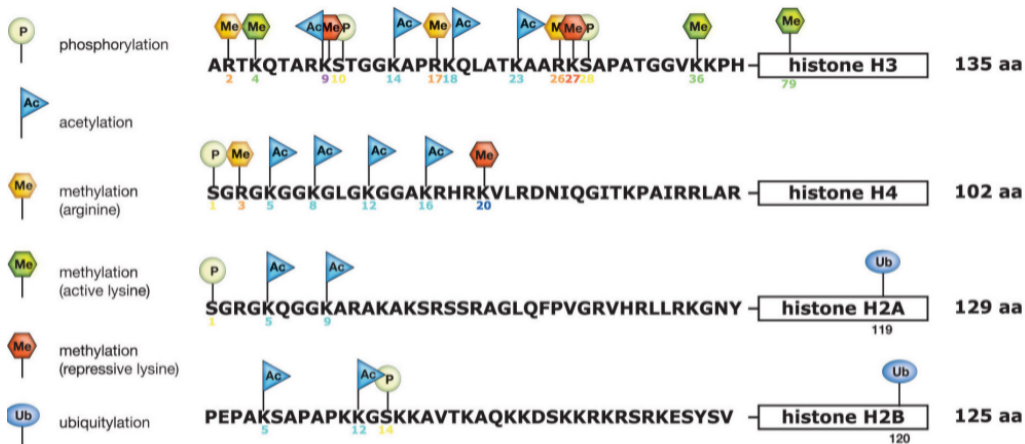 P phosphorylation
Ac acetylation
Me methylation
(arginine)
Me methylation
(active lysine)
Me methylation
(repressive lysine)
Ub ubiquitylation
Me Me Ac Me P Ac Me Ac Ac Me Me P Me Me
ARTKQTARKSTGGKAPRKQLATKAARKSAPATGGVKKPH histone H3 135 aa
2 4 9 10 14 17 18 23 26 27 28 36 79
P Me Ac Ac Ac Ac Me
SGRGKGGKGLGKGGAKRHRKVLRDNIQGITKPAIRRLAR histone H4 102 aa
1 3 5 8 12 16 20
P Ac Ac Ub
SGRGKQGGKARAKAKSRSSRAGLQFPVGRVHRLLRKGNY histone H2A 129 aa
1 5 9 119
Ac Ac P Ub
PEPAKSAPAPKKGSKKAVTKAQKKDSKKRKRSRKESYSV histone H2B 125 aa
5 12 14 120